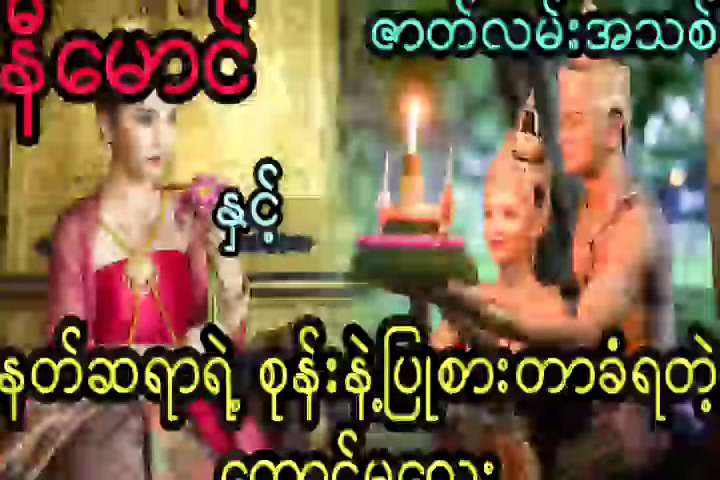 နီမောင်
ဇာတ်လမ်းအသစ်
နှင့်
နတ်ဆရာရဲ့ စုန်းနဲ့ပြုစားတာခံရတဲ့